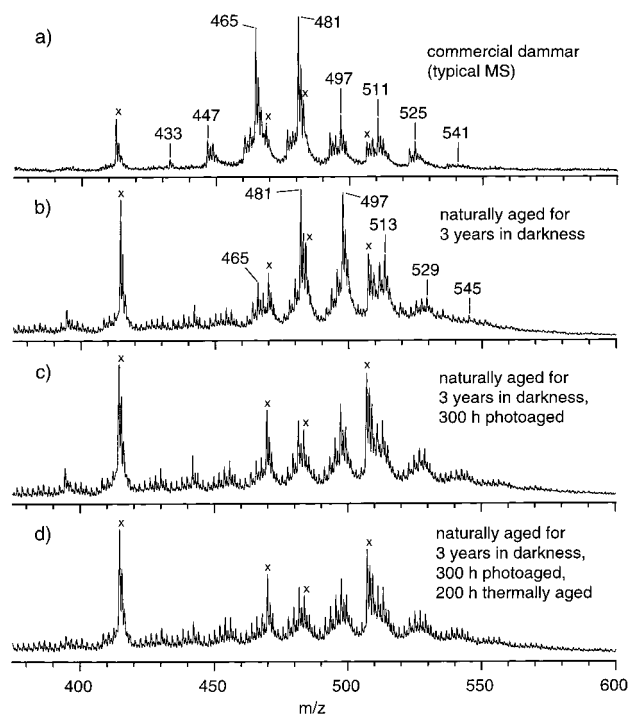 a)
465
481
commercial dammar
(typical MS)
x
433
447
x
x
497
x
511
525
541
b)
x
481
497
naturally aged for
3 years in darkness
465
x
x
x
513
529
545
c)
x
x
x
x
naturally aged for
3 years in darkness,
300 h photoaged
d)
x
x
x
x
naturally aged for
3 years in darkness,
300 h photoaged,
200 h thermally aged
400 450 500 550 600
m/z